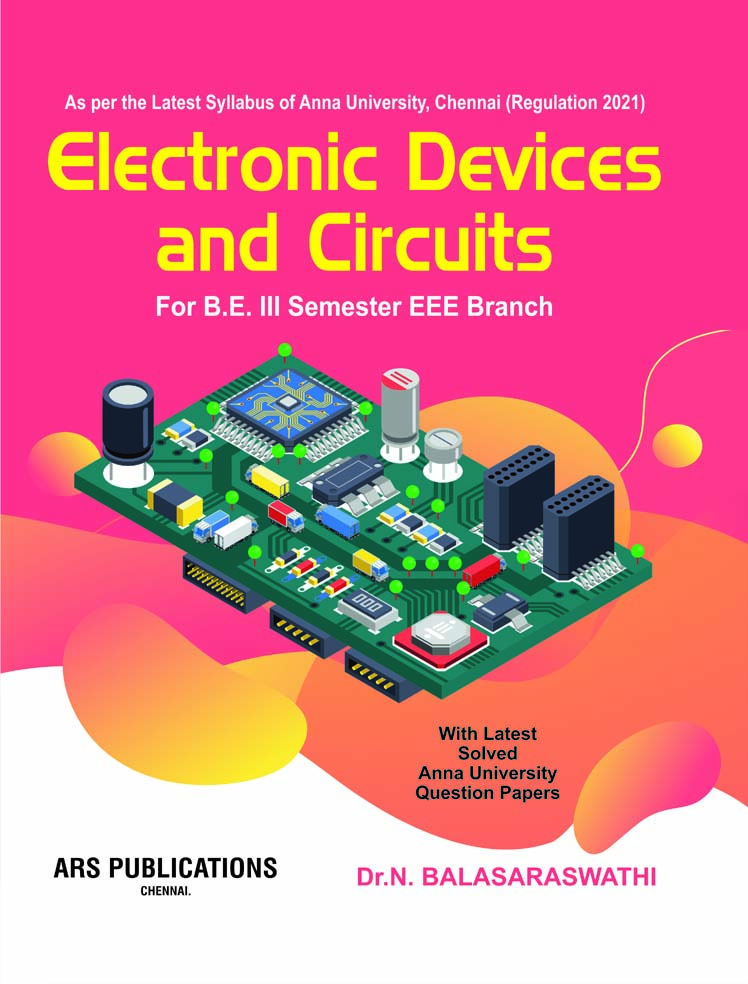 As per the Latest Syllabus of Anna University, Chennai (Regulation 2021)
Electronic Devices
and Circuits
For B.E. III Semester EEE Branch
With Latest
Solved
Anna University
Question Papers
ARS PUBLICATIONS
CHENNAI.
Dr.N. BALASARASWATHI